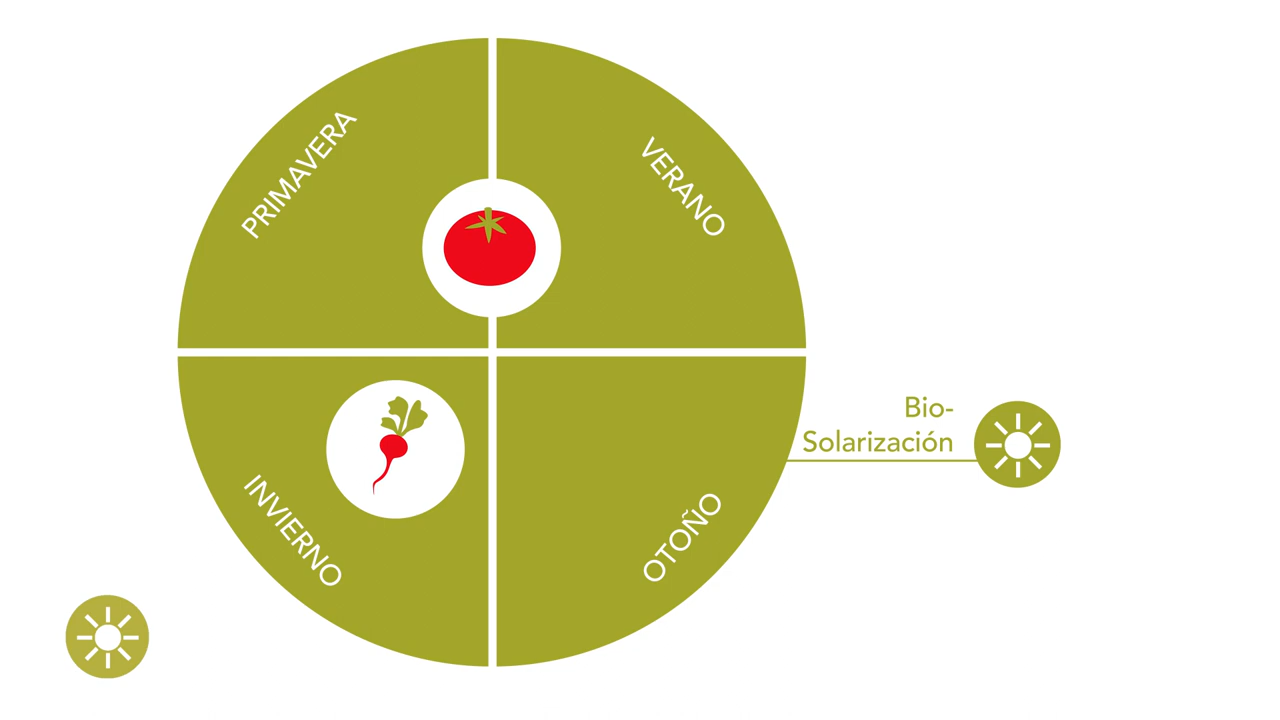 PRIMAVERA
VERANO
Bio-
Solarización
INVIERNO
OTOÑO